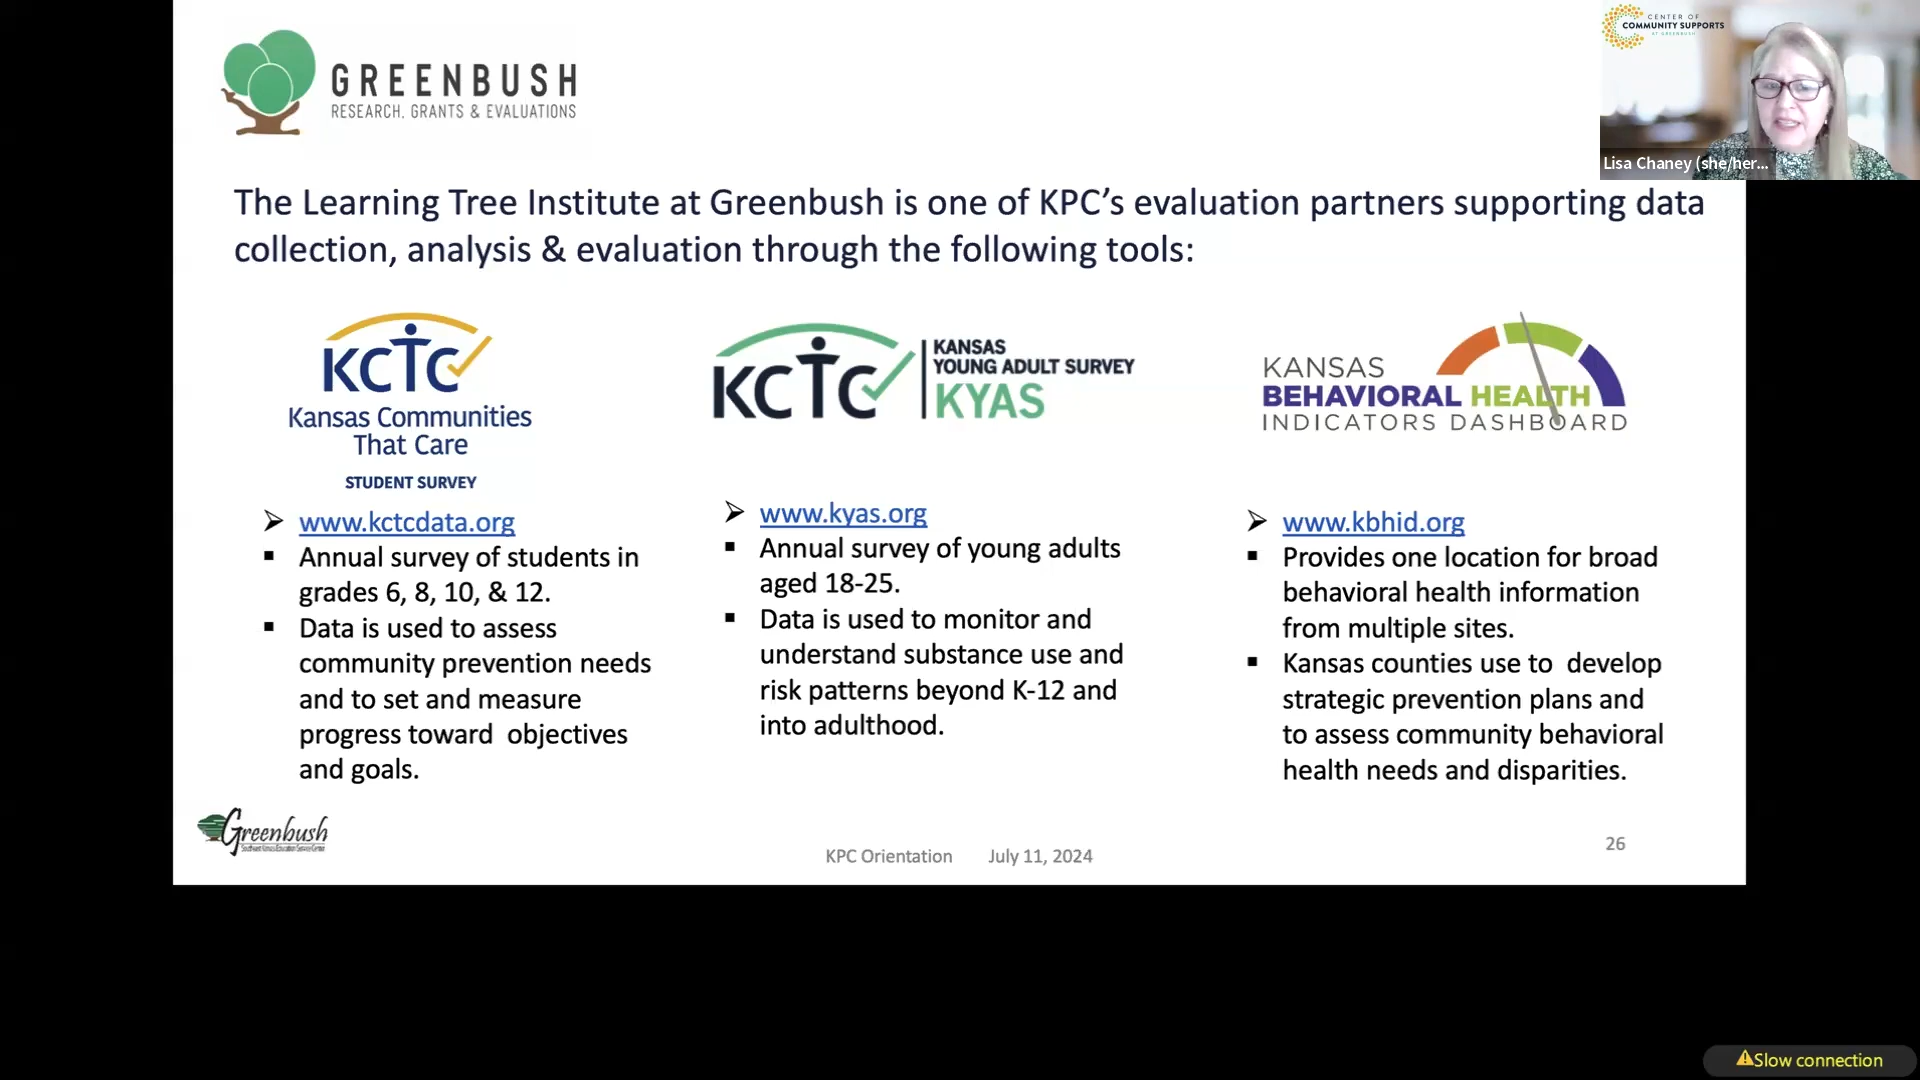 GREENBUSH
RESEARCH, GRANTS & EVALUATIONS
CENTER OF
COMMUNITY SUPPORTS
AT GREENBUSH
Lisa Chaney (she/her...
The Learning Tree Institute at Greenbush is one of KPC's evaluation partners supporting data
collection, analysis & evaluation through the following tools:
KCTC
Kansas Communities
That Care
STUDENT SURVEY
➢ www.kctcdata.org
▪ Annual survey of students in
grades 6, 8, 10, & 12.
▪ Data is used to assess
community prevention needs
and to set and measure
progress toward  objectives
and goals.
KCTC
KANSAS
YOUNG ADULT SURVEY
KYAS
➢ www.kyas.org
▪ Annual survey of young adults
aged 18-25.
▪ Data is used to monitor and
understand substance use and
risk patterns beyond K-12 and
into adulthood.
KANSAS
BEHAVIORAL HEALTH
INDICATORS DASHBOARD
➢ www.kbhid.org
▪ Provides one location for broad
behavioral health information
from multiple sites.
▪ Kansas counties use to  develop
strategic prevention plans and
to assess community behavioral
health needs and disparities.
Greenbush
KPC Orientation
July 11, 2024
26
Slow connection